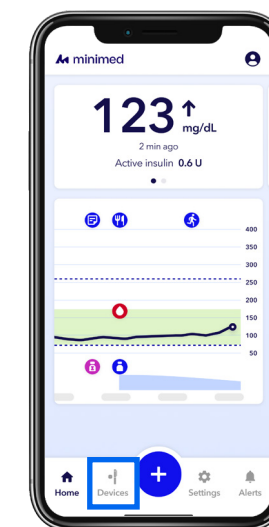 minimed
123 ↑
mg/dL
2 min ago
Active insulin 0.6 U
400
350
300
250
200
150
100
50
Home
Devices
+
Settings
Alerts